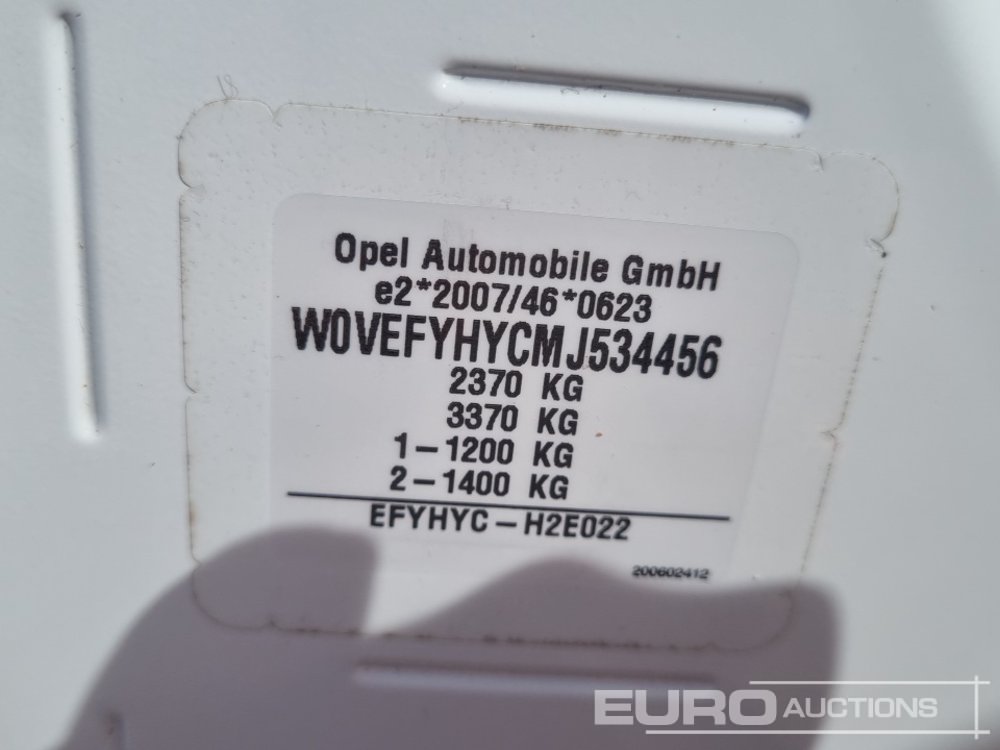 Opel Automobile GmbH
e2*2007/46*0623
W0VEFYHYCMJ534456
2370 KG
3370 KG
1-1200 KG
2-1400 KG
EFYHYC-H2E022
200602412
EURO AUCTIONS